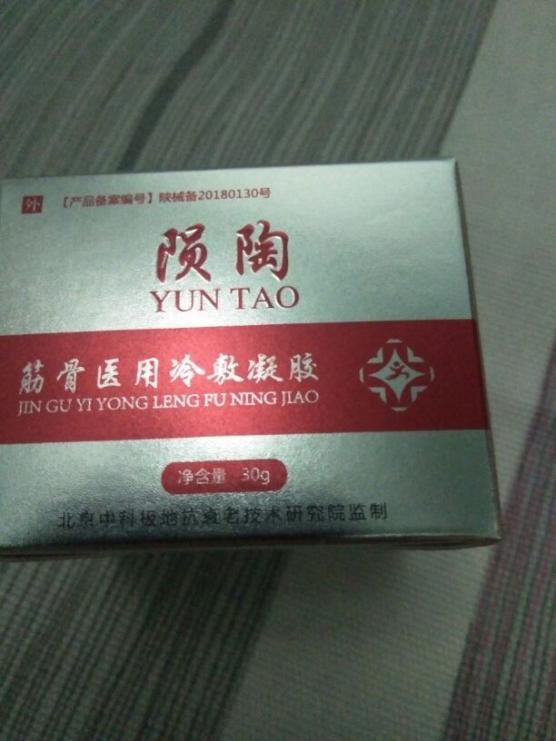 外 【产品备案编号】陕械备20180130号
陨陶
YUN TAO
筋骨医用冷敷凝胶
JIN GU YI YONG LENG FU NING JIAO
净含量 30g
北京中科极地抗衰老技术研究院监制